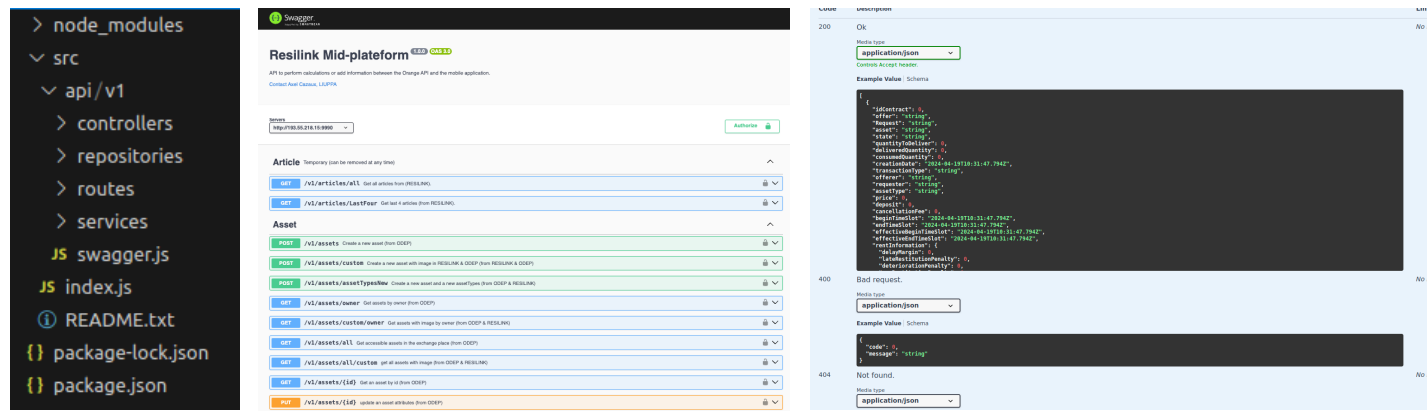 node_modules
src
api/v1
controllers
repositories
routes
services
JS swagger.js
JS index.js
README.txt
{} package-lock.json
{} package.json
Swagger
Resilink Mid-plateform 1.0.0 OAS 3.0
API to perform calculations or add information between the Orange API and the mobile application.
Contact Axel Cazaux, LIUPPA
Servers
http://193.55.218.15:9990
Authorize
Article Temporary (can be removed at any time)
GET /v1/articles/all Get all articles from (RESILINK).
GET /v1/articles/LastFour Get last 4 articles (from RESILINK).
Asset
POST /v1/assets Create a new asset (from ODEP)
POST /v1/assets/custom Create a new asset with image in RESILINK & ODEP (from RESILINK & ODEP)
POST /v1/assets/assetTypesNew Create a new asset and a new assetTypes (from ODEP & RESILINK)
GET /v1/assets/owner Get assets by owner (from ODEP)
GET /v1/assets/custom/owner Get assets with image by owner (from ODEP & RESILINK)
GET /v1/assets/all Get accessible assets in the exchange place (from ODEP)
GET /v1/assets/all/custom get all assets with image (from ODEP & RESILINK)
GET /v1/assets/{id} Get an asset by id (from ODEP)
PUT /v1/assets/{id} update an asset attributes (from ODEP)
Code Description
200 Ok No
Media type
application/json
Controls Accept header.
Example Value | Schema
[
{
"idContract": 0,
"offer": "string",
"Request": "string",
"asset": "string",
"state": "string",
"quantityToDeliver": 0,
"deliveredQuantity": 0,
"consumedQuantity": 0,
"creationDate": "2024-04-19T10:31:47.794Z",
"transactionType": "string",
"offerer": "string",
"requester": "string",
"assetType": "string",
"price": 0,
"deposit": 0,
"cancellationFee": 0,
"beginTimeSlot": "2024-04-19T10:31:47.794Z",
"endTimeSlot": "2024-04-19T10:31:47.794Z",
"effectiveBeginTimeSlot": "2024-04-19T10:31:47.794Z",
"effectiveEndTimeSlot": "2024-04-19T10:31:47.794Z",
"rentInformation": {
"delayMargin": 0,
"lateRestitutionPenalty": 0,
"deteriorationPenalty": 0,
400 Bad request. No
Media type
application/json
Example Value | Schema
{
"code": 0,
"message": "string"
}
404 Not found. No
Media type
application/json